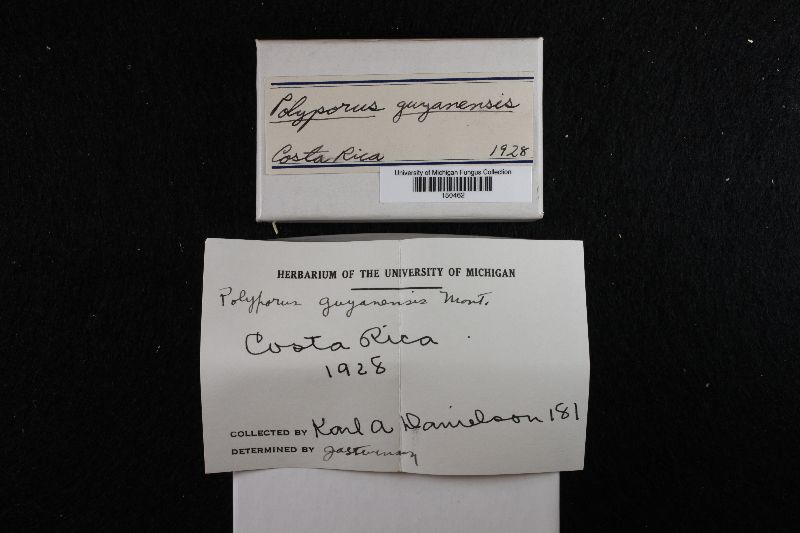 Polyporus guyanensis
Costa Rica 1928
University of Michigan Fungus Collection
150462
HERBARIUM OF THE UNIVERSITY OF MICHIGAN
Polyporus guyanensis Mont.
Costa Rica
1928
COLLECTED BY Karl A Danielson 181
DETERMINED BY